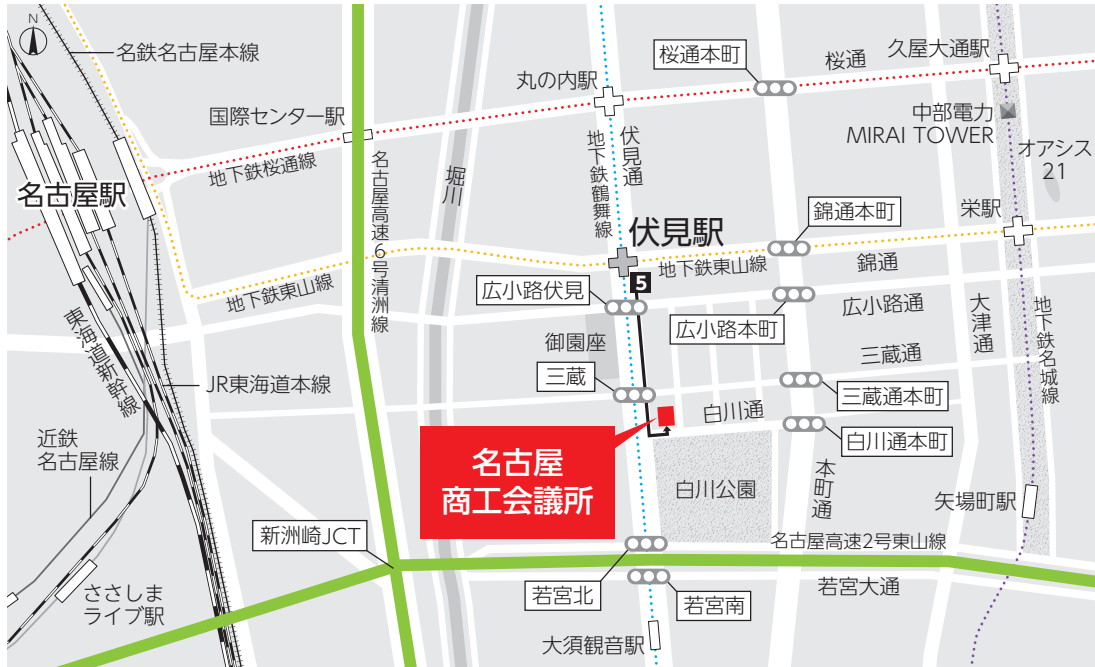 N
名鉄名古屋本線
桜通本町
久屋大通駅
桜通
丸の内駅
国際センター駅
中部電力
MIRAI TOWER
オアシス
21
地下鉄桜通線
伏見通
地下鉄鶴舞線
名古屋高速6号清洲線
堀川
名古屋駅
錦通本町
栄駅
伏見駅
地下鉄東山線
錦通
5
地下鉄東山線
広小路伏見
広小路通
広小路本町
大津通
地下鉄名城線
御園座
三蔵通
東海道新幹線
JR東海道本線
三蔵
三蔵通本町
白川通
白川通本町
近鉄
名古屋線
名古屋
商工会議所
白川公園
本町通
矢場町駅
新洲崎JCT
名古屋高速2号東山線
ささしま
ライブ駅
若宮北
若宮南
若宮大通
大須観音駅